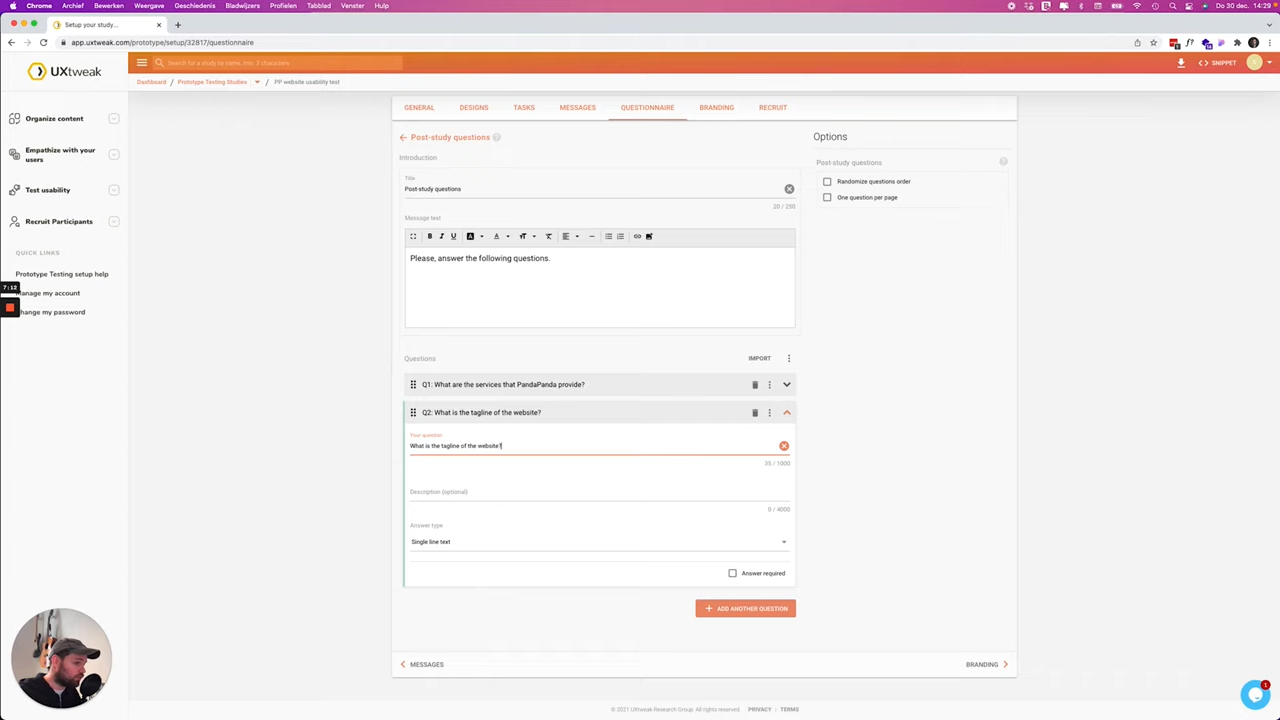 Chrome Archief Bewerken Weergave Geschiedenis Bladwijzers Profielen Tabblad Venster Help
Do 30 dec. 14:29
Setup your study...
app.uxtweak.com/prototype/setup/32817/questionnaire
UXtweak
Search for a study by name, min. 3 characters
SNIPPET
Dashboard Prototype Testing Studies PP website usability test
Organize content
Empathize with your
users
Test usability
Recruit Participants
QUICK LINKS
Prototype Testing setup help
Manage my account
Change my password
7:12
GENERAL DESIGNS TASKS MESSAGES QUESTIONNAIRE BRANDING RECRUIT
Post-study questions
Introduction
Title
Post-study questions
20 / 250
Message text
Please, answer the following questions.
Questions
IMPORT
Q1: What are the services that PandaPanda provide?
Q2: What is the tagline of the website?
Your question
What is the tagline of the website?
35 / 1000
Description (optional)
0 / 4000
Answer type
Single line text
Answer required
ADD ANOTHER QUESTION
MESSAGES
BRANDING
Options
Post-study questions
Randomize questions order
One question per page
© 2021 UXtweak Research Group. All rights reserved. PRIVACY | TERMS
1